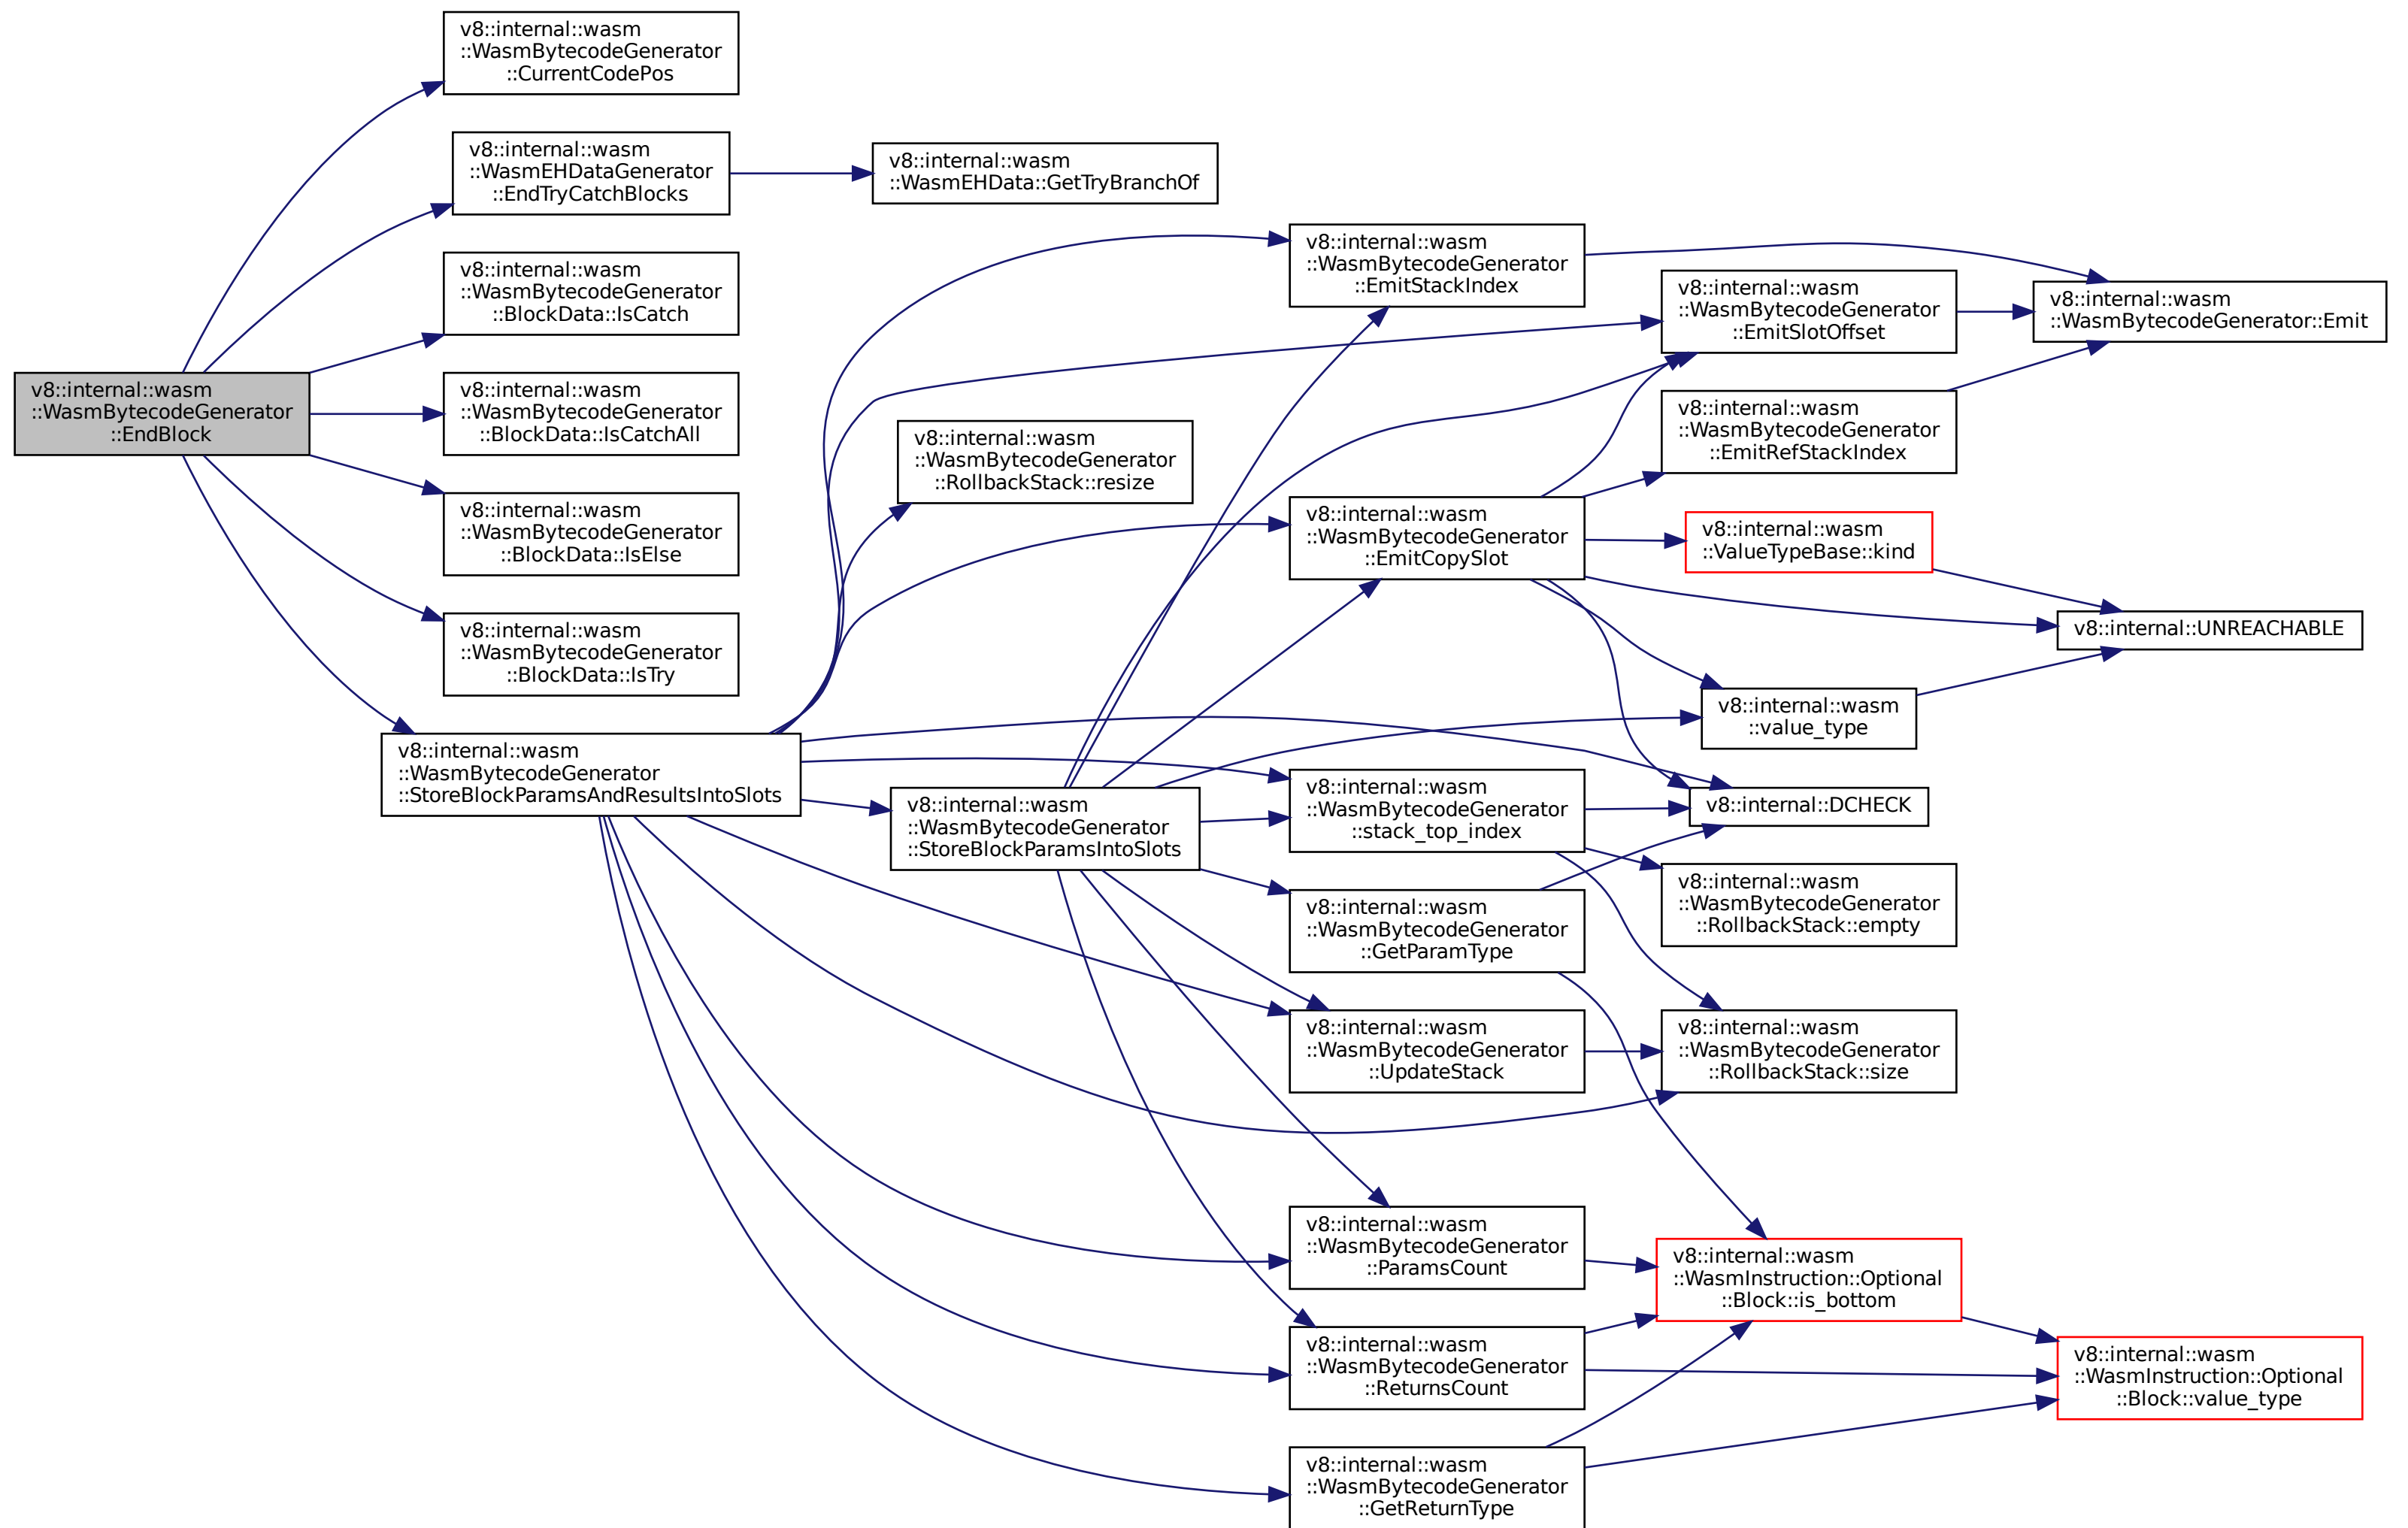 v8::internal::wasm
::WasmBytecodeGenerator
::EndBlock
v8::internal::wasm
::WasmBytecodeGenerator
::CurrentCodePos
v8::internal::wasm
::WasmEHDataGenerator
::EndTryCatchBlocks
v8::internal::wasm
::WasmBytecodeGenerator
::BlockData::IsCatch
v8::internal::wasm
::WasmBytecodeGenerator
::BlockData::IsCatchAll
v8::internal::wasm
::WasmBytecodeGenerator
::BlockData::IsElse
v8::internal::wasm
::WasmBytecodeGenerator
::BlockData::IsTry
v8::internal::wasm
::WasmBytecodeGenerator
::StoreBlockParamsAndResultsIntoSlots
v8::internal::wasm
::WasmEHData::GetTryBranchOf
v8::internal::wasm
::WasmBytecodeGenerator
::RollbackStack::resize
v8::internal::wasm
::WasmBytecodeGenerator
::StoreBlockParamsIntoSlots
v8::internal::wasm
::WasmBytecodeGenerator
::EmitStackIndex
v8::internal::wasm
::WasmBytecodeGenerator
::EmitCopySlot
v8::internal::wasm
::WasmBytecodeGenerator
::stack_top_index
v8::internal::wasm
::WasmBytecodeGenerator
::GetParamType
v8::internal::wasm
::WasmBytecodeGenerator
::UpdateStack
v8::internal::wasm
::WasmBytecodeGenerator
::ParamsCount
v8::internal::wasm
::WasmBytecodeGenerator
::ReturnsCount
v8::internal::wasm
::WasmBytecodeGenerator
::GetReturnType
v8::internal::wasm
::WasmBytecodeGenerator
::EmitSlotOffset
v8::internal::wasm
::WasmBytecodeGenerator
::EmitRefStackIndex
v8::internal::wasm
::ValueTypeBase::kind
v8::internal::wasm
::value_type
v8::internal::DCHECK
v8::internal::wasm
::WasmBytecodeGenerator
::RollbackStack::empty
v8::internal::wasm
::WasmBytecodeGenerator
::RollbackStack::size
v8::internal::wasm
::WasmInstruction::Optional
::Block::is_bottom
v8::internal::wasm
::WasmBytecodeGenerator::Emit
v8::internal::UNREACHABLE
v8::internal::wasm
::WasmInstruction::Optional
::Block::value_type